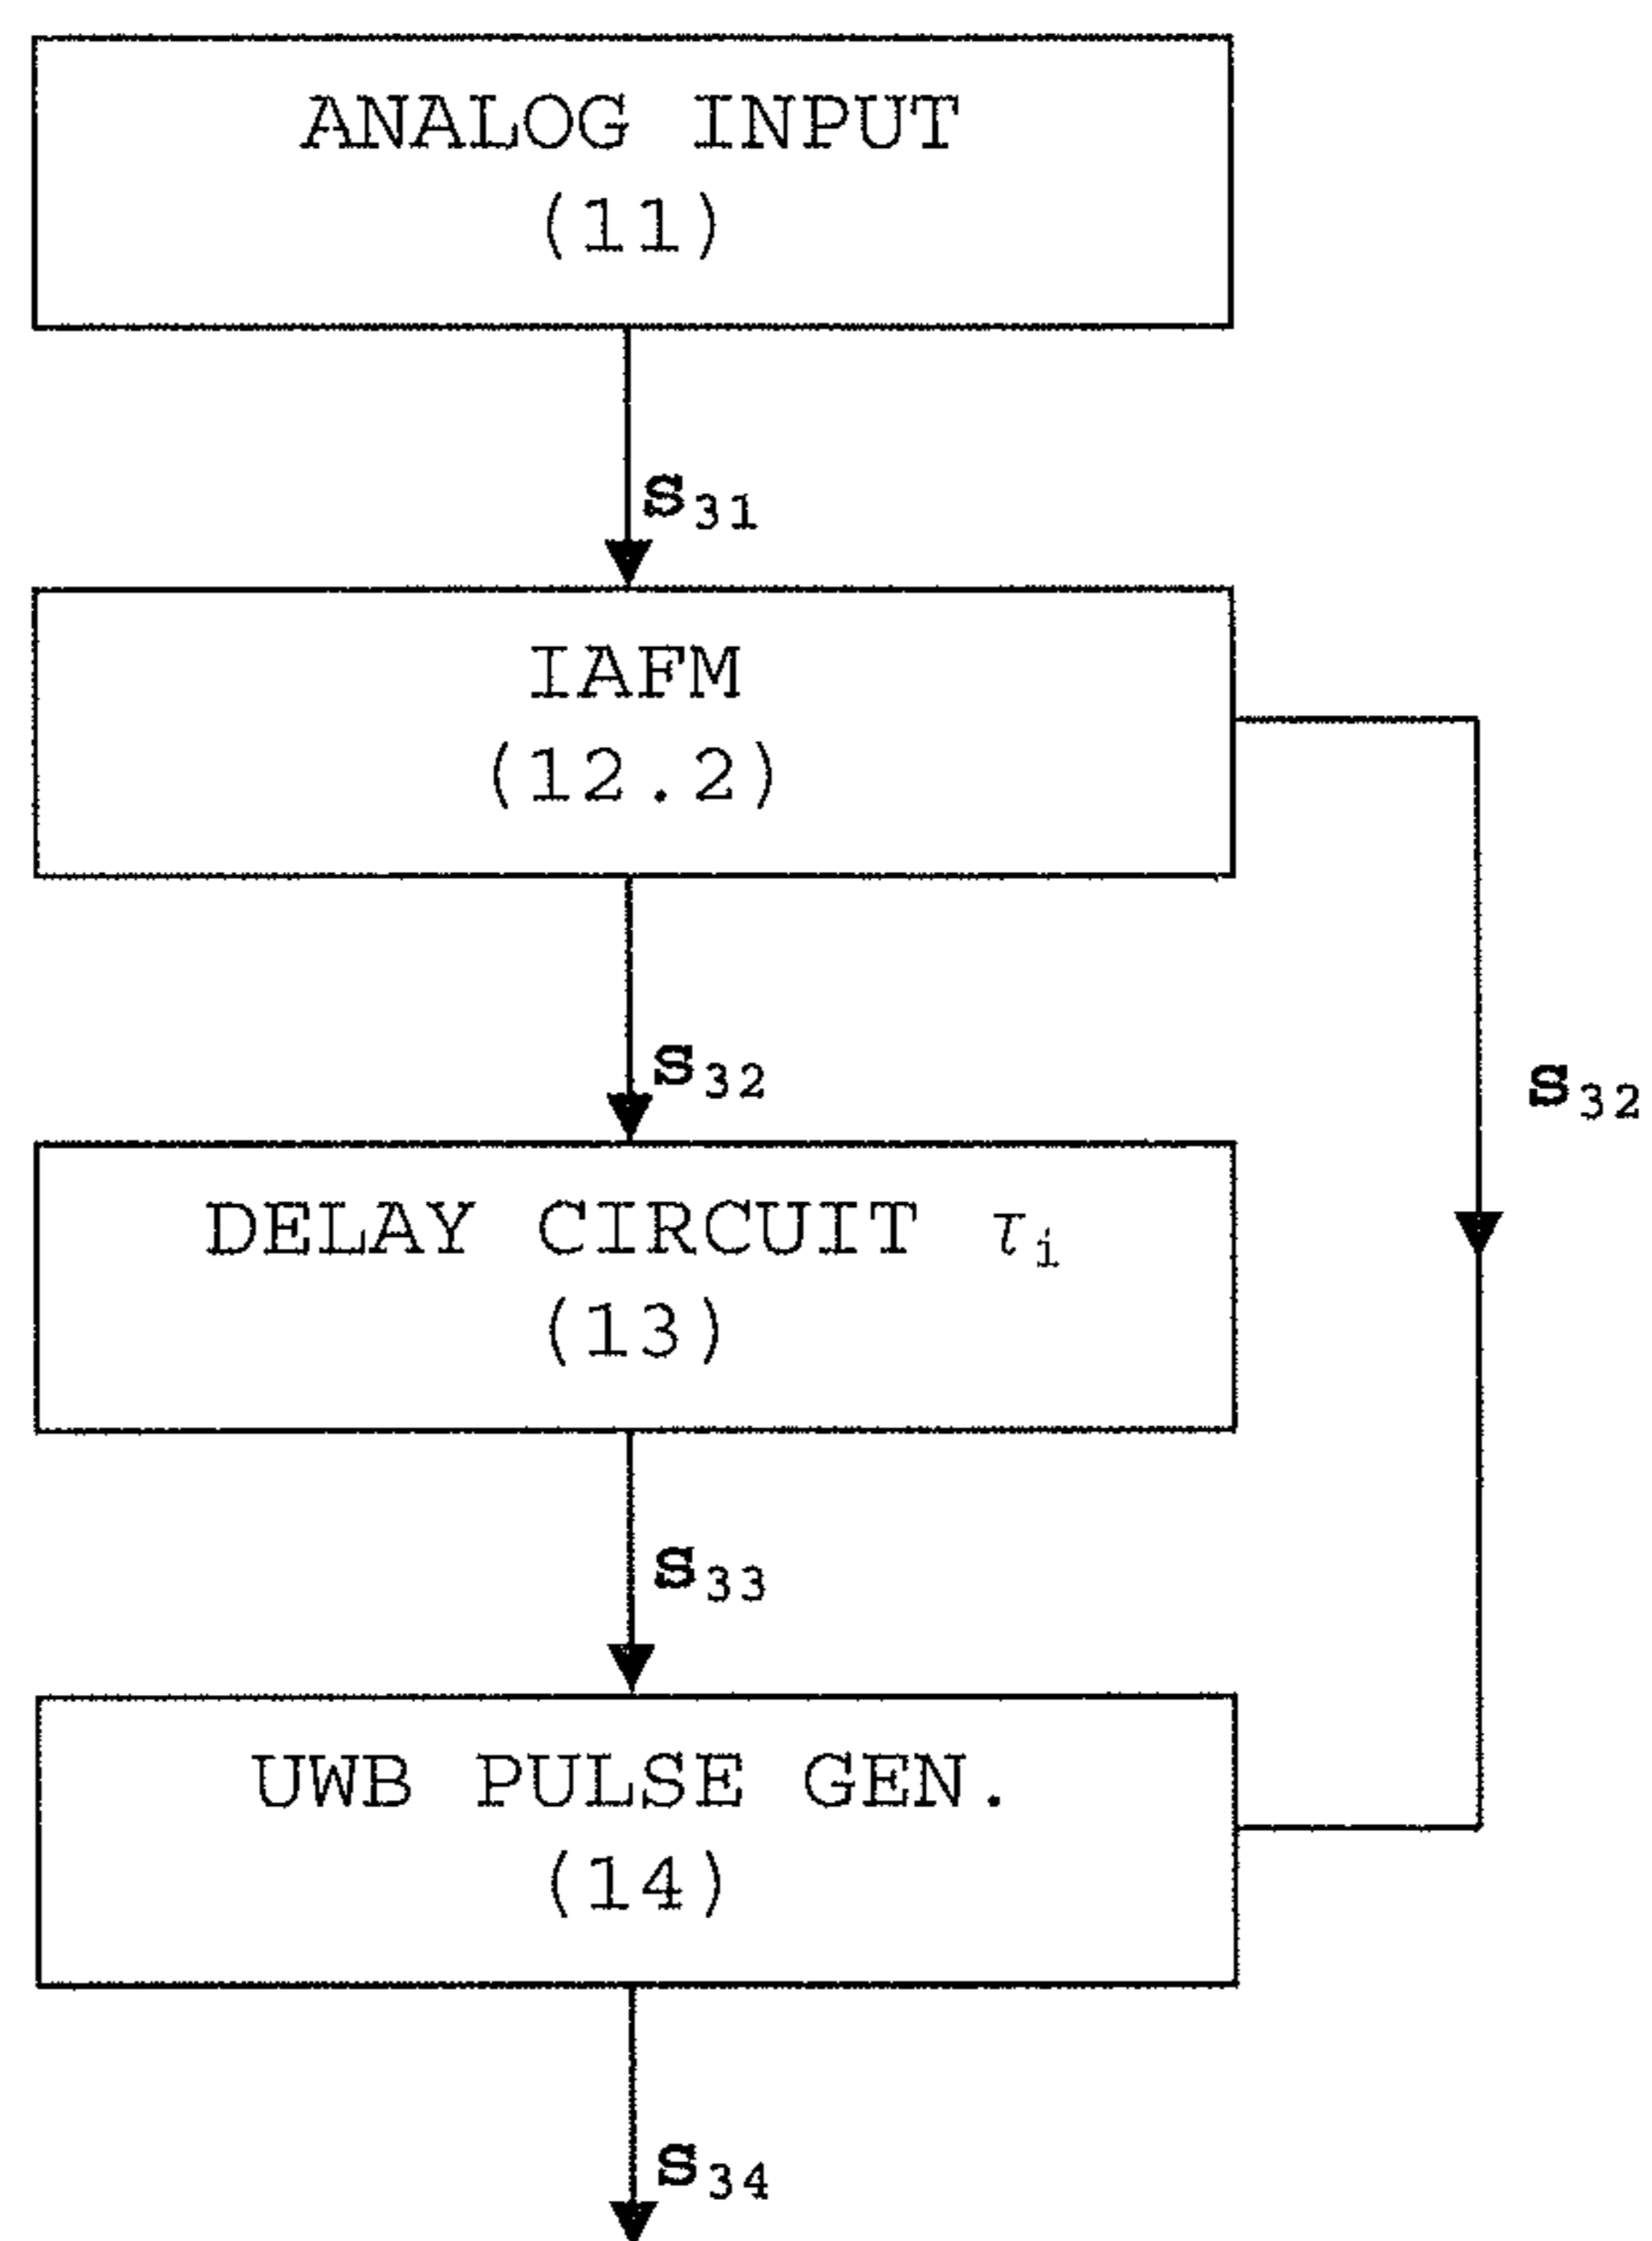 ANALOG INPUT
(11)
s31
IAFM
(12.2)
s32
s32
DELAY CIRCUIT τi
(13)
s33
UWB PULSE GEN.
(14)
s34